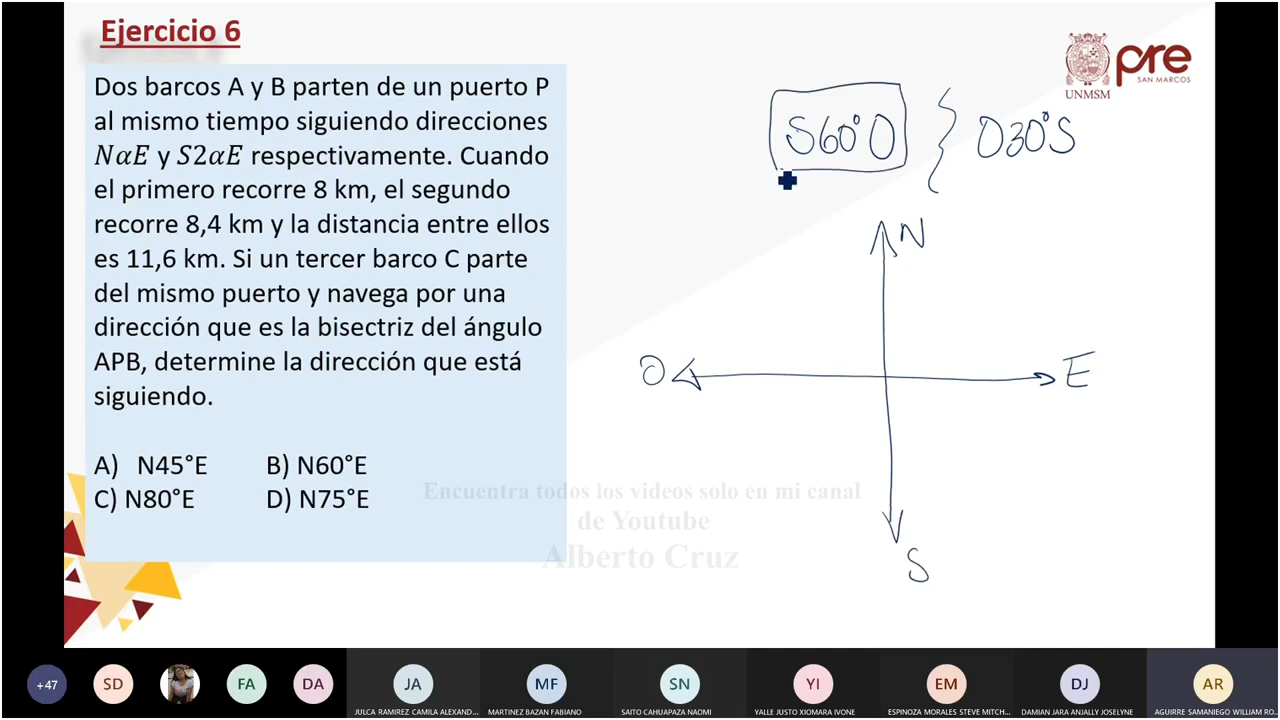 Ejercicio 6
Dos barcos A y B parten de un puerto P
al mismo tiempo siguiendo direcciones
𝑁𝛼𝐸 y 𝑆2𝛼𝐸 respectivamente. Cuando
el primero recorre 8 km, el segundo
recorre 8,4 km y la distancia entre ellos
es 11,6 km. Si un tercer barco C parte
del mismo puerto y navega por una
dirección que es la bisectriz del ángulo
APB, determine la dirección que está
siguiendo.
A) N45°E B) N60°E
C) N80°E D) N75°E
UNMSM
pre
SAN MARCOS
S60°O } O30°S
N
O E
S
Encuentra todos los videos solo en mi canal
de Youtube
Alberto Cruz
+47 SD FA DA JA MF SN YI EM DJ AR
JULCA RAMIREZ CAMILA ALEXAND... MARTINEZ BAZAN FABIANO SAITO CAHUAPAZA NAOMI YALLE JUSTO XIOMARA IVONE ESPINOZA MORALES STEVE MITCH... DAMIAN JARA ANJALLY JOSELYNE AGUIRRE SAMANIEGO WILLIAM RO...